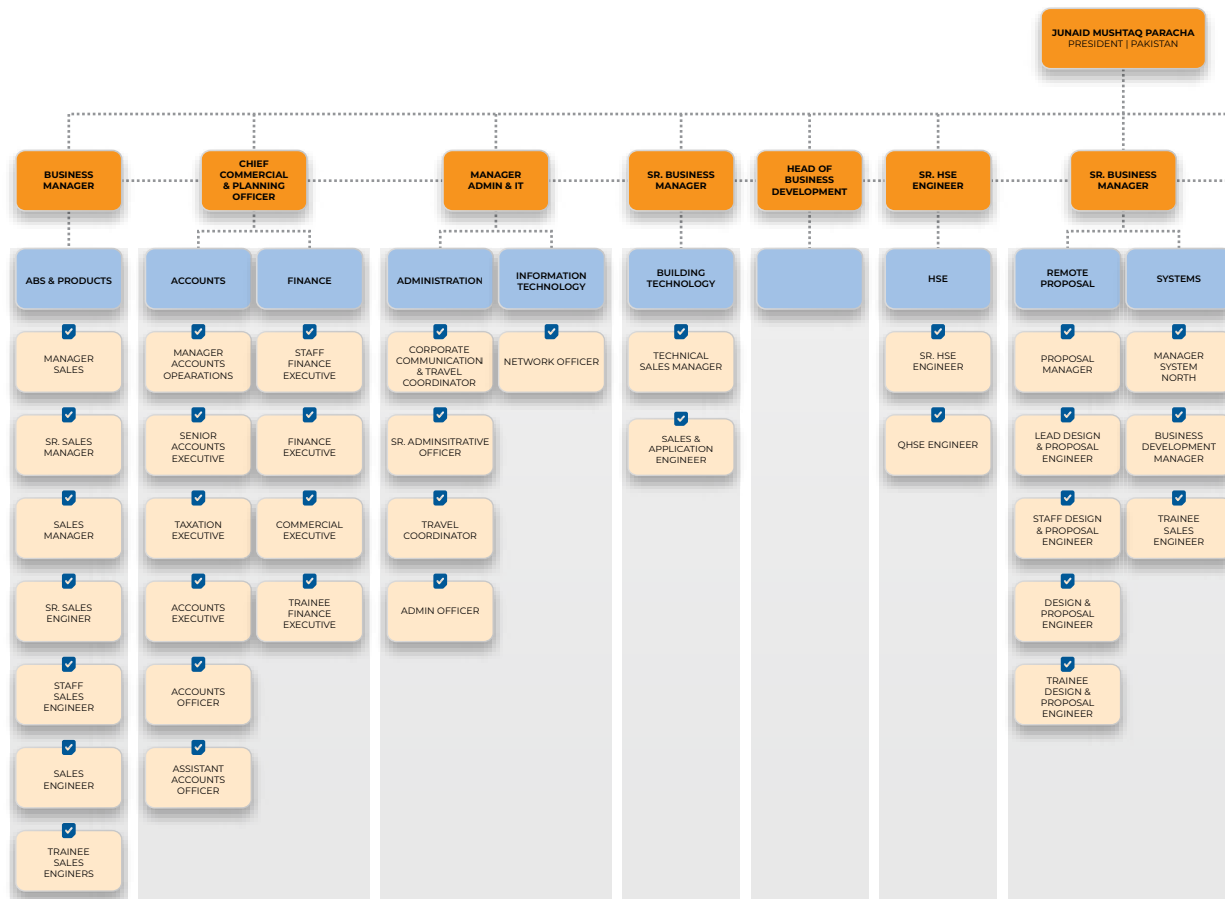 JUNAID MUSHTAQ PARACHA
PRESIDENT | PAKISTAN
BUSINESS
MANAGER
CHIEF
COMMERCIAL
& PLANNING
OFFICER
MANAGER
ADMIN & IT
SR. BUSINESS
MANAGER
HEAD OF
BUSINESS
DEVELOPMENT
SR. HSE
ENGINEER
SR. BUSINESS
MANAGER
ABS & PRODUCTS
ACCOUNTS
FINANCE
ADMINISTRATION
INFORMATION
TECHNOLOGY
BUILDING
TECHNOLOGY
HSE
REMOTE
PROPOSAL
SYSTEMS
MANAGER
SALES
MANAGER
ACCOUNTS
OPEARATIONS
STAFF
FINANCE
EXECUTIVE
CORPORATE
COMMUNICATION
& TRAVEL
COORDINATOR
NETWORK OFFICER
TECHNICAL
SALES MANAGER
SR. HSE
ENGINEER
PROPOSAL
MANAGER
MANAGER
SYSTEM
NORTH
SR. SALES
MANAGER
SENIOR
ACCOUNTS
EXECUTIVE
FINANCE
EXECUTIVE
SR. ADMINSITRATIVE
OFFICER
SALES &
APPLICATION
ENGINEER
QHSE ENGINEER
LEAD DESIGN
& PROPOSAL
ENGINEER
BUSINESS
DEVELOPMENT
MANAGER
SALES
MANAGER
TAXATION
EXECUTIVE
COMMERCIAL
EXECUTIVE
TRAVEL
COORDINATOR
STAFF DESIGN
& PROPOSAL
ENGINEER
TRAINEE
SALES
ENGINEER
SR. SALES
ENGINER
ACCOUNTS
EXECUTIVE
TRAINEE
FINANCE
EXECUTIVE
ADMIN OFFICER
DESIGN &
PROPOSAL
ENGINEER
STAFF
SALES
ENGINEER
ACCOUNTS
OFFICER
TRAINEE
DESIGN &
PROPOSAL
ENGINEER
SALES
ENGINEER
ASSISTANT
ACCOUNTS
OFFICER
TRAINEE
SALES
ENGINERS